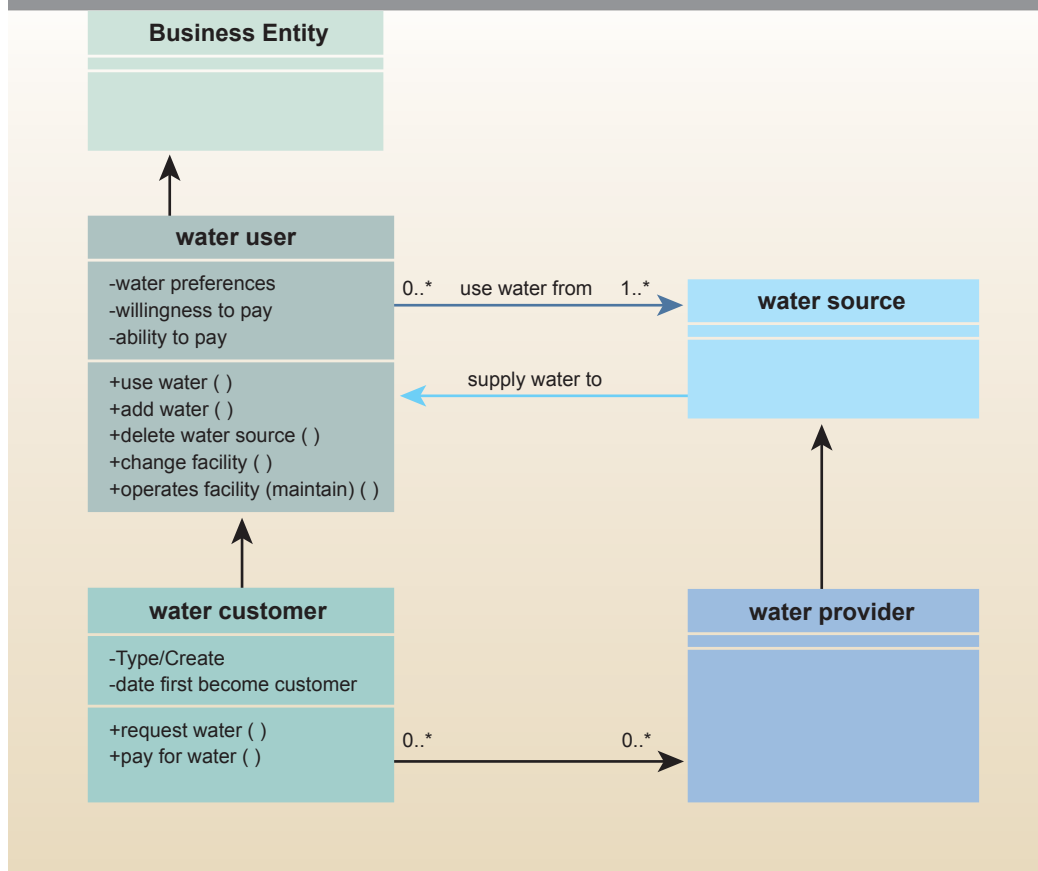 Business Entity
water user
-water preferences
-willingness to pay
-ability to pay
+use water ( )
+add water ( )
+delete water source ( )
+change facility ( )
+operates facility (maintain) ( )
0..* use water from 1..*
supply water to
water source
water customer
-Type/Create
-date first become customer
+request water ( )
+pay for water ( )
0..* 0..*
water provider